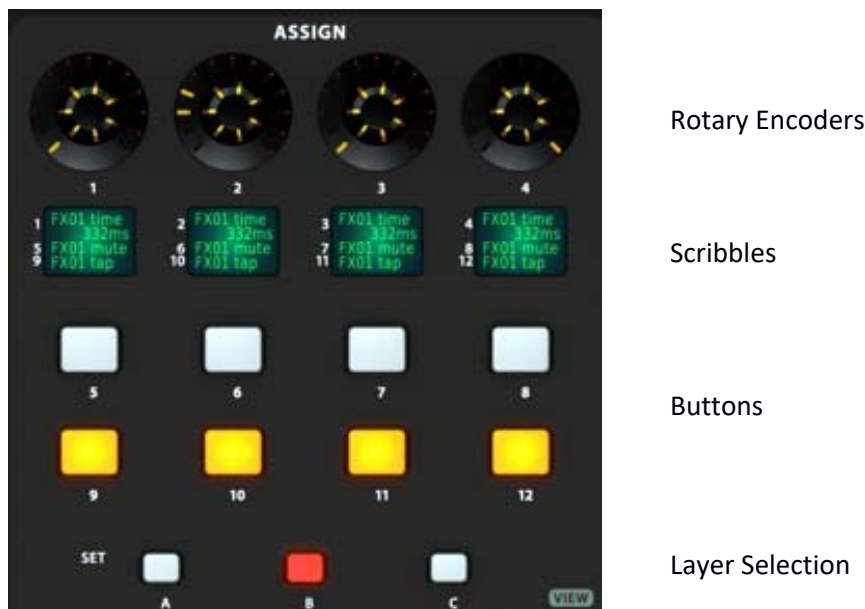 ASSIGN
Rotary Encoders
1 2 3 4
1 FX01 time 2 FX01 time 3 FX01 time 4 FX01 time
332ms 332ms 332ms 332ms
5 FX01 mute 6 FX01 mute 7 FX01 mute 8 FX01 mute
9 FX01 tap 10 FX01 tap 11 FX01 tap 12 FX01 tap
Scribbles
5 6 7 8
Buttons
9 10 11 12
SET
Layer Selection
A B C VIEW